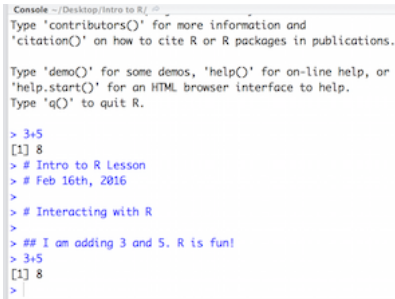 Console ~/Desktop/Intro to R/
Type 'contributors()' for more information and
'citation()' on how to cite R or R packages in publications.
Type 'demo()' for some demos, 'help()' for on-line help, or
'help.start()' for an HTML browser interface to help.
Type 'q()' to quit R.
> 3+5
[1] 8
> # Intro to R Lesson
> # Feb 16th, 2016
>
> # Interacting with R
>
> ## I am adding 3 and 5. R is fun!
> 3+5
[1] 8
>